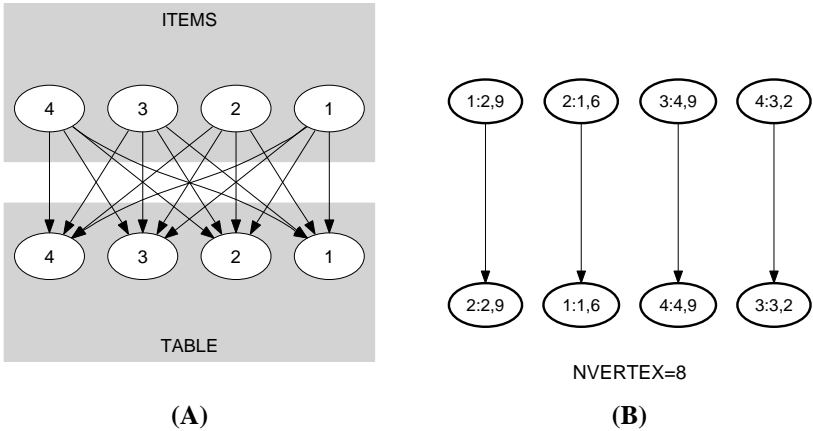 ITEMS
4 3 2 1
4 3 2 1
TABLE
(A)
1:2,9 2:1,6 3:4,9 4:3,2
2:2,9 1:1,6 4:4,9 3:3,2
NVERTEX=8
(B)